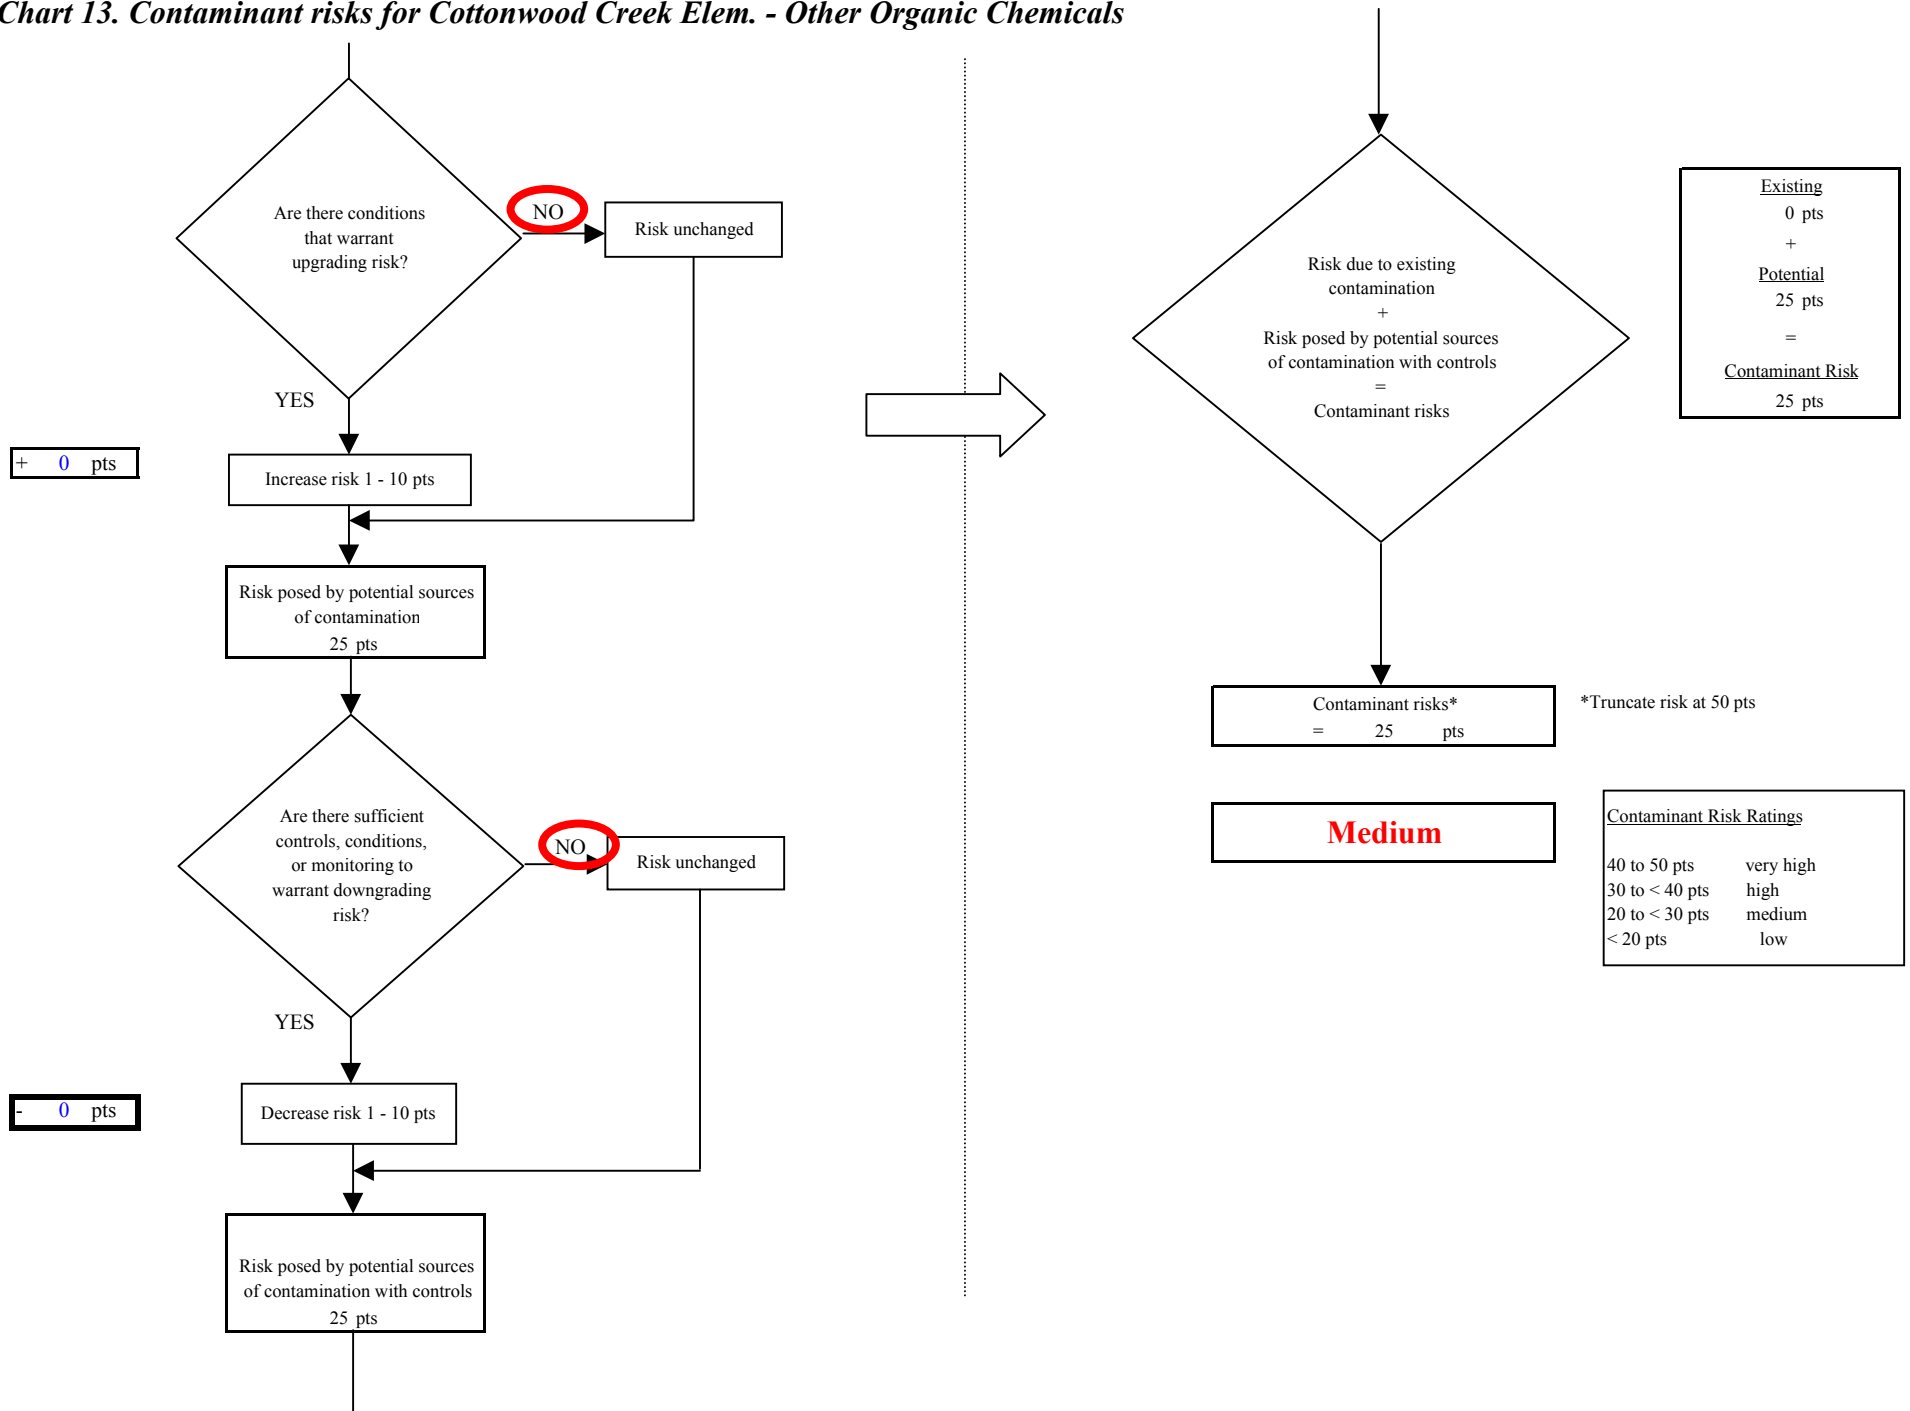 Chart 13. Contaminant risks for Cottonwood Creek Elem. - Other Organic Chemicals
Are there conditions
that warrant
upgrading risk?
NO
Risk unchanged
YES
+ 0 pts
Increase risk 1 - 10 pts
Risk posed by potential sources
of contamination
25 pts
Are there sufficient
controls, conditions,
or monitoring to
warrant downgrading
risk?
NO
Risk unchanged
YES
- 0 pts
Decrease risk 1 - 10 pts
Risk posed by potential sources
of contamination with controls
25 pts
Risk due to existing
contamination
+
Risk posed by potential sources
of contamination with controls
=
Contaminant risks
Existing
0 pts
+
Potential
25 pts
=
Contaminant Risk
25 pts
Contaminant risks*
= 25 pts
*Truncate risk at 50 pts
Medium
Contaminant Risk Ratings
40 to 50 pts very high
30 to < 40 pts high
20 to < 30 pts medium
< 20 pts low